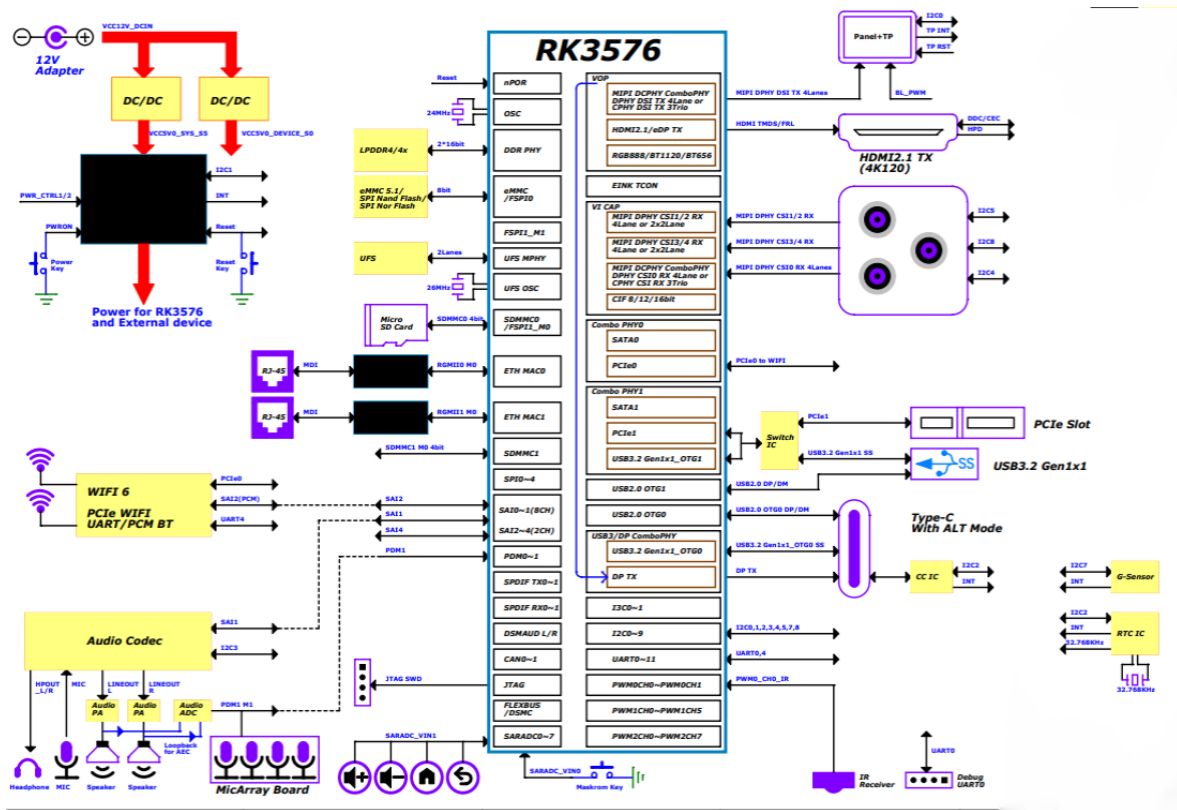 VCC12V_DCIN
12V
Adapter
DC/DC
DC/DC
VCC5V0_SYS_S5
VCC5V0_DEVICE_S0
I2C1
PWR_CTRL1/2
INT
PWRON
Reset
Power
Key
Reset
Key
Power for RK3576
and External device
RK3576
Reset
nPOR
24MHz
OSC
LPDDR4/4x
2*16bit
DDR PHY
eMMC 5.1/
SPI Nand Flash/
SPI Nor Flash
8bit
eMMC
/FSPI0
FSPI1_M1
UFS
2Lanes
UFS MPHY
26MHz
UFS OSC
Micro
SD Card
SDMMC0 4bit
SDMMC0
/FSPI1_M0
RJ-45
MDI
RGMII0 M0
ETH MAC0
RJ-45
MDI
RGMII1 M0
ETH MAC1
SDMMC1 M0 4bit
SDMMC1
SPI0~4
WIFI 6
PCIe WIFI
UART/PCM BT
PCIe0
SAI2(PCM)
UART4
SAI2
SAI1
SAI4
SAI0~1(8CH)
SAI2~4(2CH)
PDM1
PDM0~1
SPDIF TX0~1
SPDIF RX0~1
DSMAUD L/R
CAN0~1
JTAG SWD
JTAG
FLEXBUS
/DSMC
SARADC_VIN1
SARADC0~7
SARADC_VIN0
Maskrom Key
Audio Codec
SAI1
I2C3
HPOUT
_L/R
MIC
LINEOUT
L
LINEOUT
R
Audio
PA
Audio
PA
Audio
ADC
PDM1 M1
Loopback
for AEC
Headphone
MIC
Speaker
Speaker
MicArray Board
VOP
MIPI DCPHY ComboPHY
DPHY DSI TX 4Lane or
CPHY DSI TX 3Trio
HDMI2.1/eDP TX
RGB888/BT1120/BT656
EINK TCON
VI CAP
MIPI DPHY CSI1/2 RX
4Lane or 2x2Lane
MIPI DPHY CSI3/4 RX
4Lane or 2x2Lane
MIPI DCPHY ComboPHY
DPHY CSI0 RX 4Lane or
CPHY CSI RX 3Trio
CIF 8/12/16bit
Combo PHY0
SATA0
PCIe0
Combo PHY1
SATA1
PCIe1
USB3.2 Gen1x1_OTG1
USB2.0 OTG1
USB2.0 OTG0
USB3/DP ComboPHY
USB3.2 Gen1x1_OTG0
DP TX
I3C0~1
I2C0~9
UART0~11
PWM0CH0~PWM0CH1
PWM1CH0~PWM1CH5
PWM2CH0~PWM2CH7
MIPI DPHY DSI TX 4Lanes
BL_PWM
Panel+TP
I2C0
TP INT
TP RST
HDMI TMDS/FRL
DDC/CEC
HPD
HDMI2.1 TX
(4K120)
MIPI DPHY CSI1/2 RX
MIPI DPHY CSI3/4 RX
MIPI DPHY CSI0 RX 4Lanes
I2C5
I2C8
I2C4
PCIe0 to WIFI
Switch
IC
PCIe1
PCIe Slot
USB3.2 Gen1x1 SS
SS
USB3.2 Gen1x1
USB2.0 DP/DM
USB2.0 OTG0 DP/DM
USB3.2 Gen1x1_OTG0 SS
DP TX
Type-C
With ALT Mode
CC IC
I2C2
INT
I2C7
INT
G-Sensor
I2C2
INT
32.768KHz
RTC IC
32.768KHz
I2C0,1,2,3,4,5,7,8
UART0,4
PWM0_CH0_IR
IR
Receiver
UART0
Debug
UART0